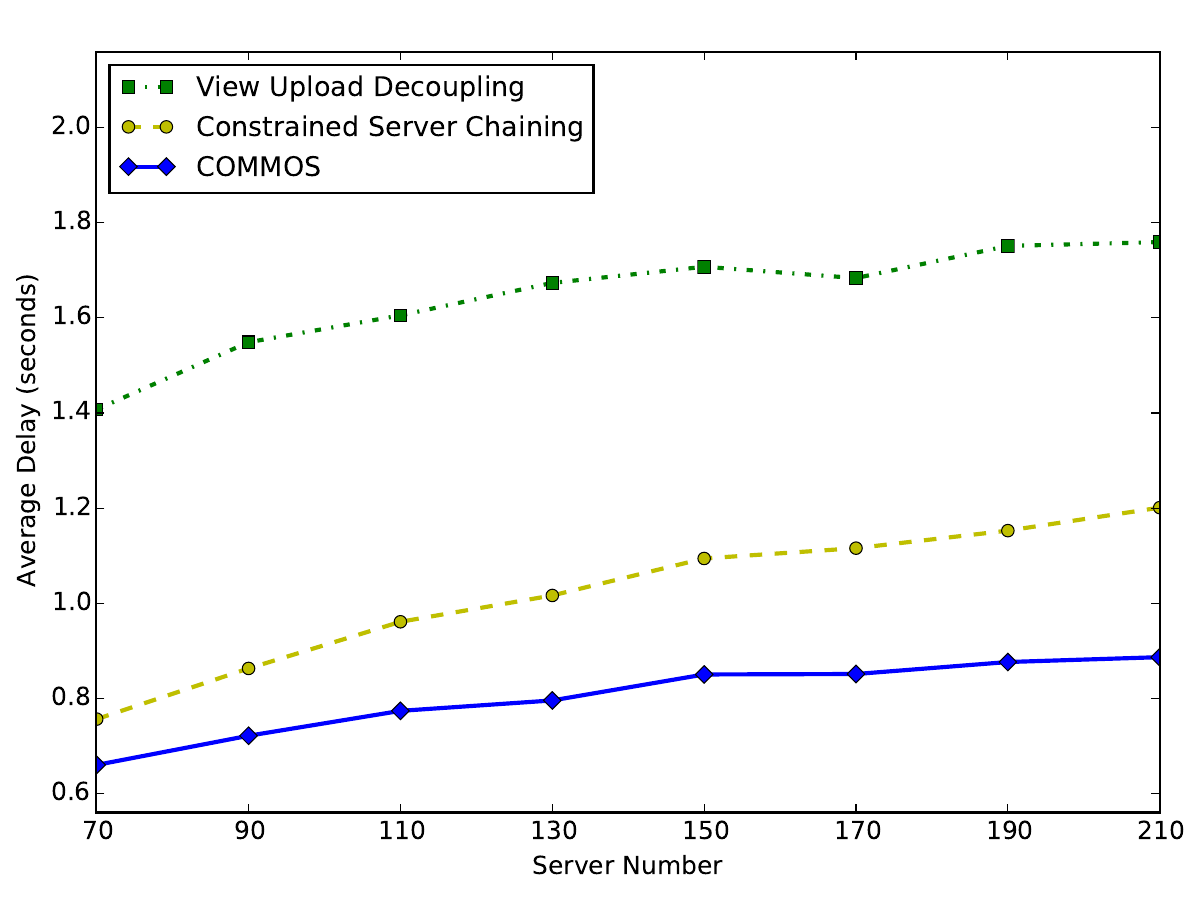 View Upload Decoupling
Constrained Server Chaining
COMMOS
2.0
1.8
1.6
1.4
1.2
1.0
0.8
0.6
Average Delay (seconds)
70 90 110 130 150 170 190 210
Server Number